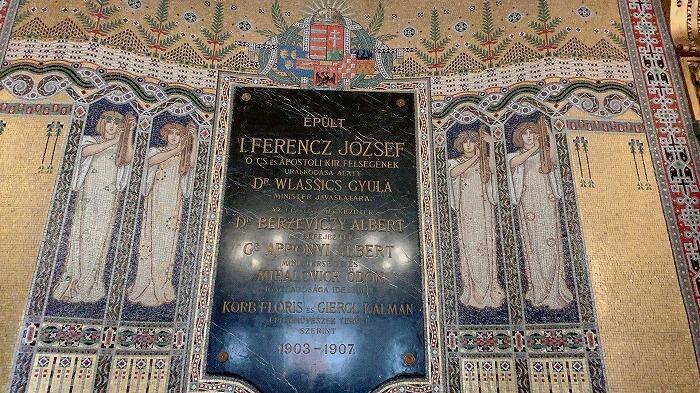 ÉPÜLT
I. FERENCZ JÓZSEF
Ő CS ÉS APOSTOLI KIR. FELSÉGÉNEK
URALKODÁSA ALATT
DR WLASSICS GYULA
MINISTER JAVASLATÁRA.
DR BERZEVICZY ALBERT
GR APPONYI ALBERT
MIHALOVICH ÖDÖN
KORB FLÓRIS ÉS GIERGL KÁLMÁN
SZERINT
1903-1907